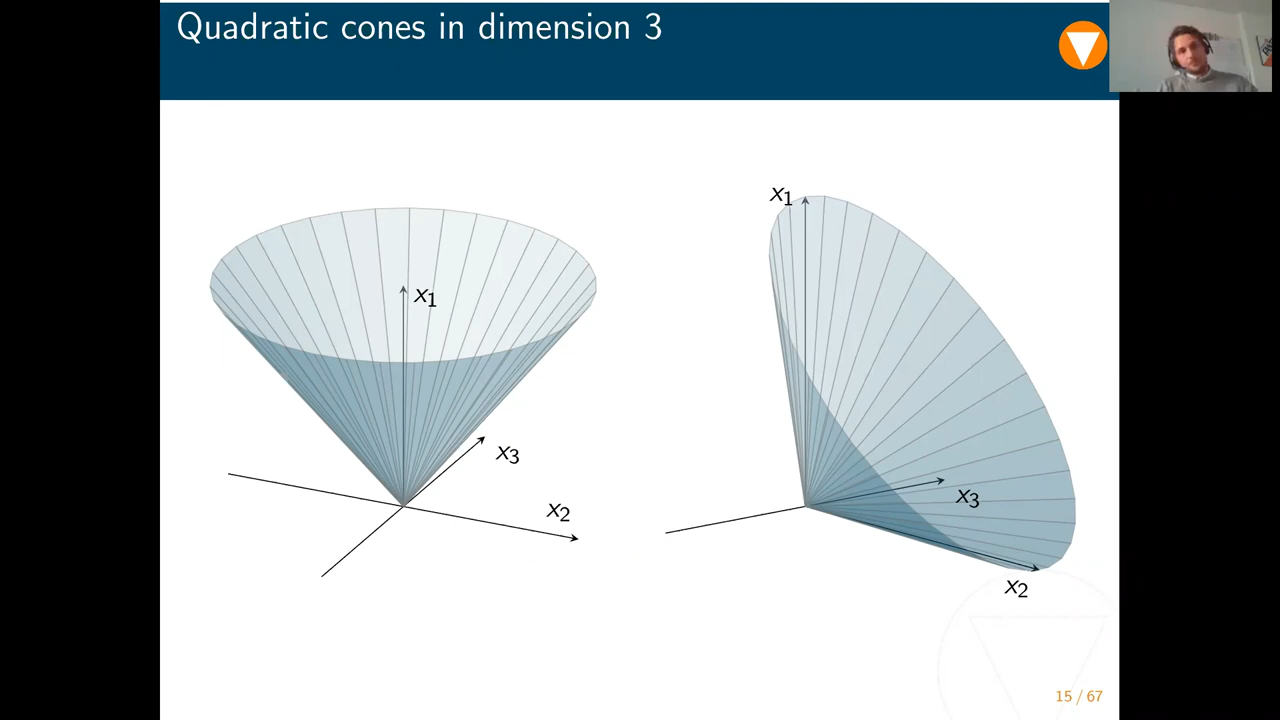 Quadratic cones in dimension 3
x1
x3
x2
x1
x3
x2
15 / 67